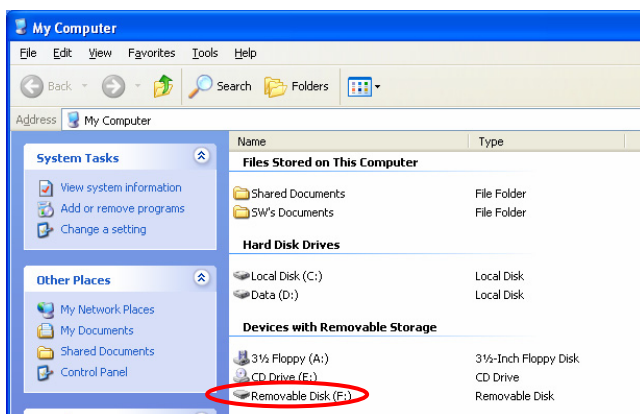 My Computer
File Edit View Favorites Tools Help
Back Search Folders
Address My Computer
Name Type
System Tasks
View system information
Add or remove programs
Change a setting
Other Places
My Network Places
My Documents
Shared Documents
Control Panel
Files Stored on This Computer
Shared Documents File Folder
SW's Documents File Folder
Hard Disk Drives
Local Disk (C:) Local Disk
Data (D:) Local Disk
Devices with Removable Storage
3½ Floppy (A:) 3½-Inch Floppy Disk
CD Drive (E:) CD Drive
Removable Disk (F:) Removable Disk